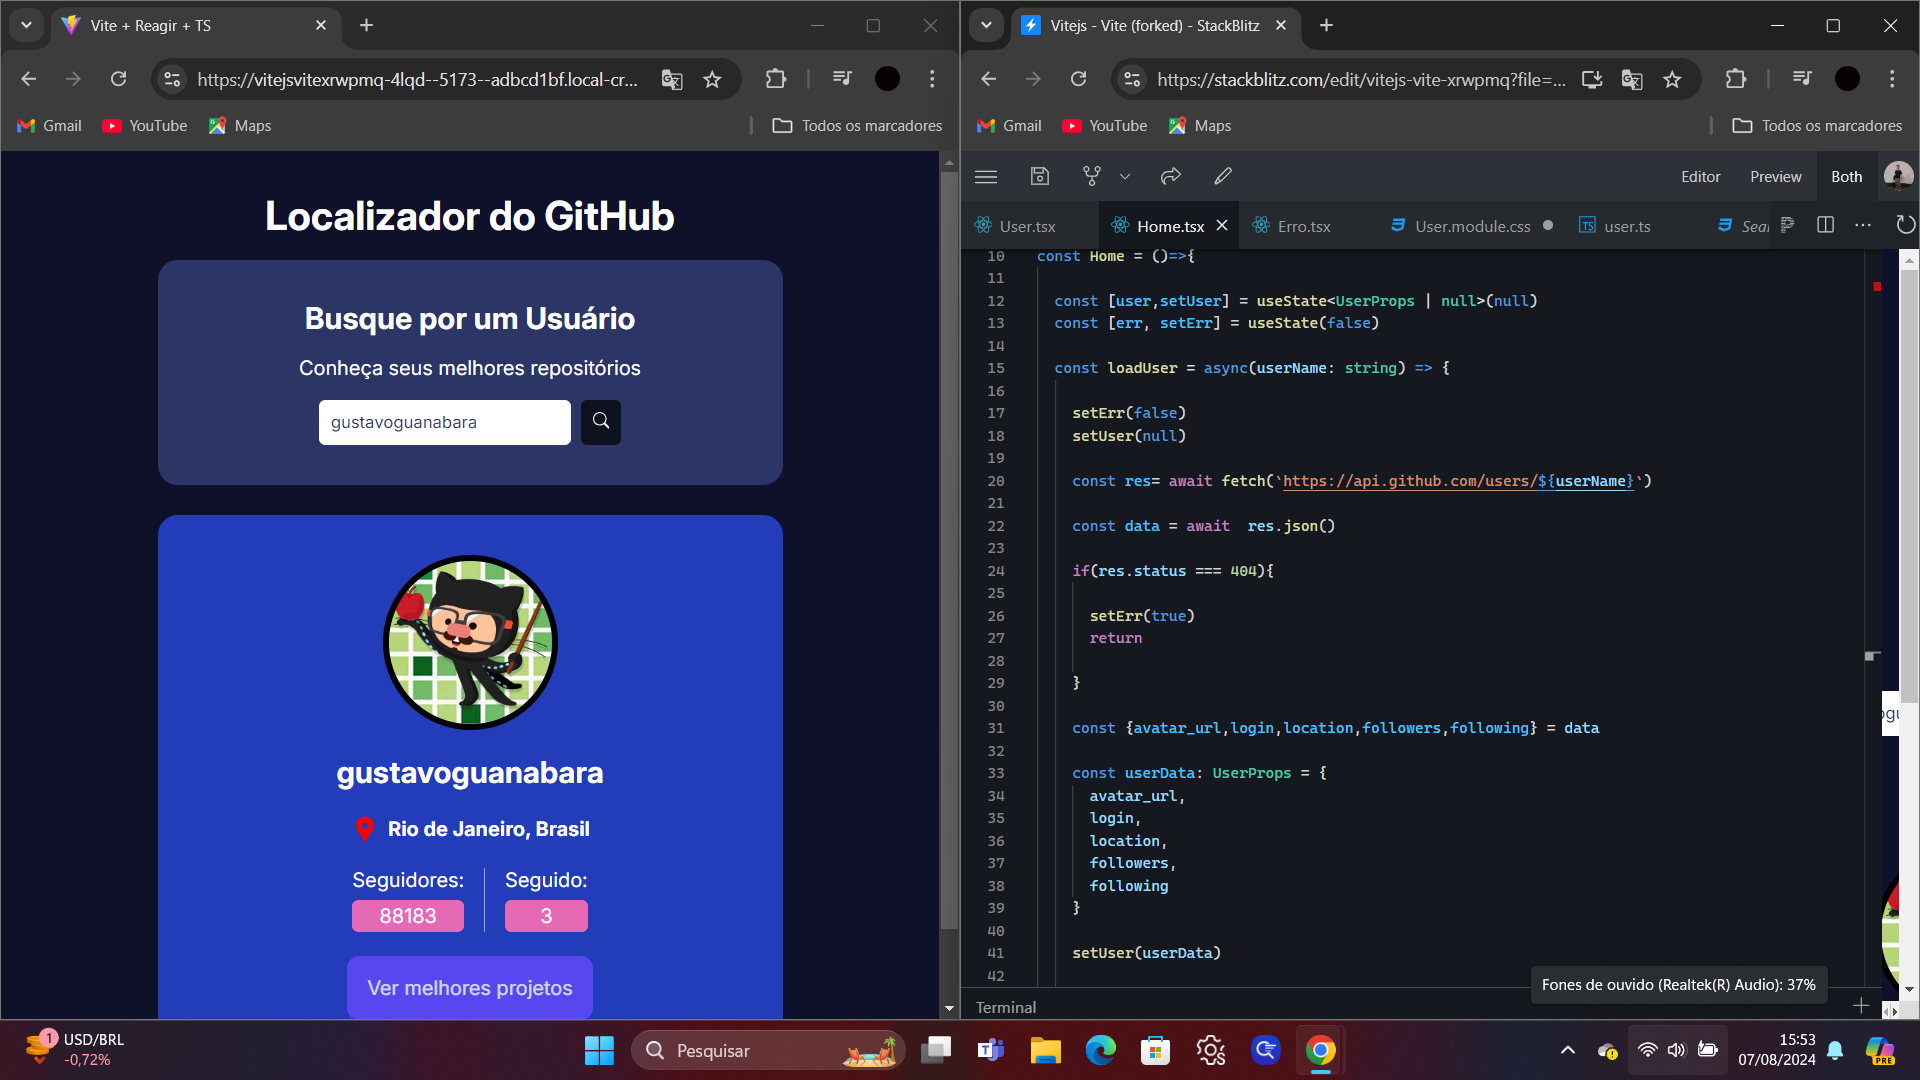 Vite + Reagir + TS
https://vitejsvitexrwpmq-4lqd--5173--adbcd1bf.local-cr...
Gmail
YouTube
Maps
Todos os marcadores
Localizador do GitHub
Busque por um Usuário
Conheça seus melhores repositórios
gustavoguanabara
gustavoguanabara
Rio de Janeiro, Brasil
Seguidores: Seguido:
88183 3
Ver melhores projetos
Vitejs - Vite (forked) - StackBlitz
https://stackblitz.com/edit/vitejs-vite-xrwpmq?file=...
Gmail
YouTube
Maps
Todos os marcadores
Editor
Preview
Both
User.tsx
Home.tsx
Erro.tsx
User.module.css
TS user.ts
Sea
10 const Home = ()=>{
11
12 const [user,setUser] = useState<UserProps | null>(null)
13 const [err, setErr] = useState(false)
14
15 const loadUser = async(userName: string) => {
16
17 setErr(false)
18 setUser(null)
19
20 const res= await fetch(`https://api.github.com/users/${userName}`)
21
22 const data = await  res.json()
23
24 if(res.status === 404){
25
26 setErr(true)
27 return
28
29 }
30
31 const {avatar_url,login,location,followers,following} = data
32
33 const userData: UserProps = {
34 avatar_url,
35 login,
36 location,
37 followers,
38 following
39 }
40
41 setUser(userData)
42
Fones de ouvido (Realtek(R) Audio): 37%
Terminal
1
USD/BRL
-0,72%
Pesquisar
PRE
15:53
07/08/2024